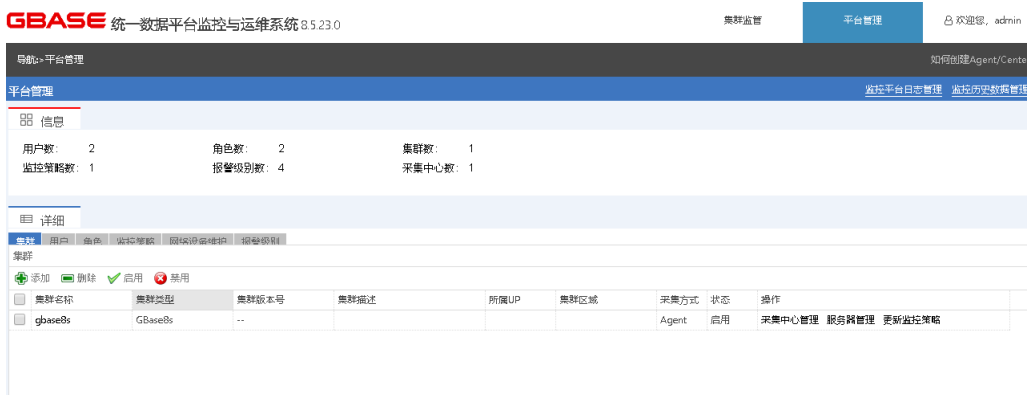 GBASE 统一数据平台监控与运维系统 8.5.23.0 集群监管 平台管理 欢迎您, admin
导航:»平台管理 如何创建Agent/Cente
平台管理 监控平台日志管理 监控历史数据管理
信息
用户数: 2 角色数: 2 集群数: 1
监控策略数: 1 报警级别数: 4 采集中心数: 1
详细
集群 用户 角色 监控策略 网络设备维护 报警级别
集群
添加 删除 启用 禁用
集群名称 集群类型 集群版本号 集群描述 所属UP 集群区域 采集方式 状态 操作
gbase8s GBase8s -- Agent 启用 采集中心管理 服务器管理 更新监控策略